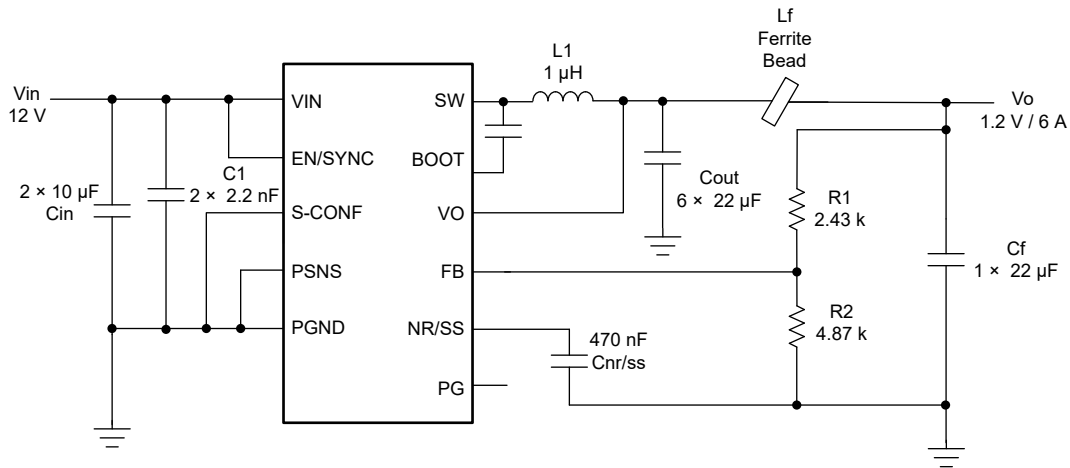 Lf
Ferrite
Bead
L1
1 µH
Vin
12 V
VIN
SW
Vo
1.2 V / 6 A
EN/SYNC
BOOT
C1
2 × 2.2 nF
2 × 10 µF
Cin
Cout
6 × 22 µF
R1
2.43 k
S-CONF
VO
PSNS
FB
Cf
1 × 22 µF
R2
4.87 k
PGND
NR/SS
470 nF
Cnr/ss
PG